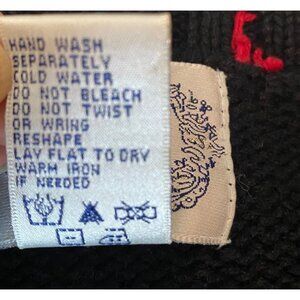 HAND WASH
SEPARATELY
COLD WATER
DO NOT BLEACH
DO NOT TWIST
OR WRING
RESHAPE
LAY FLAT TO DRY
WARM IRON
IF NEEDED